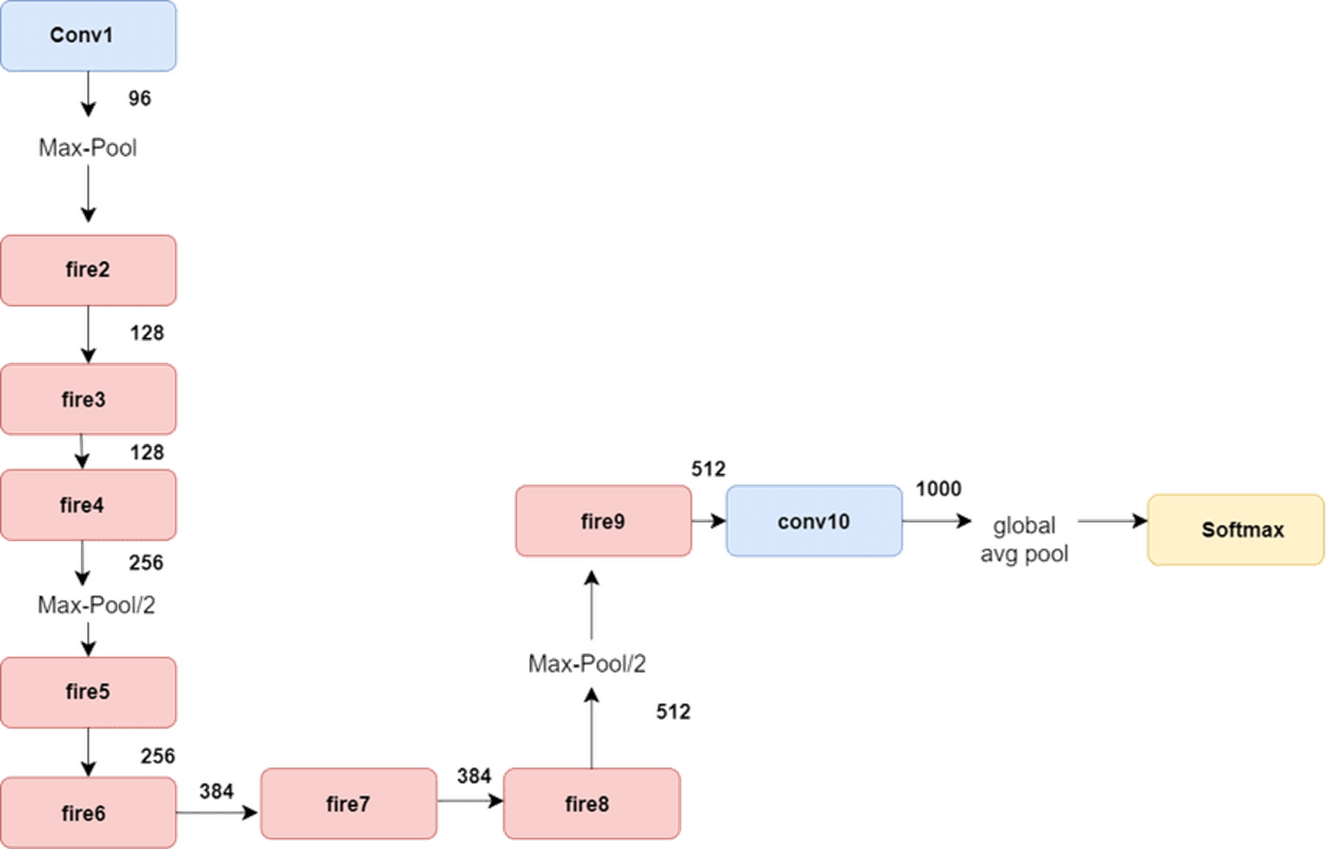 Conv1
96
Max-Pool
fire2
128
fire3
128
fire4
256
Max-Pool/2
fire5
256
fire6
384
fire7
384
fire8
512
Max-Pool/2
fire9
512
conv10
1000
global
avg pool
Softmax